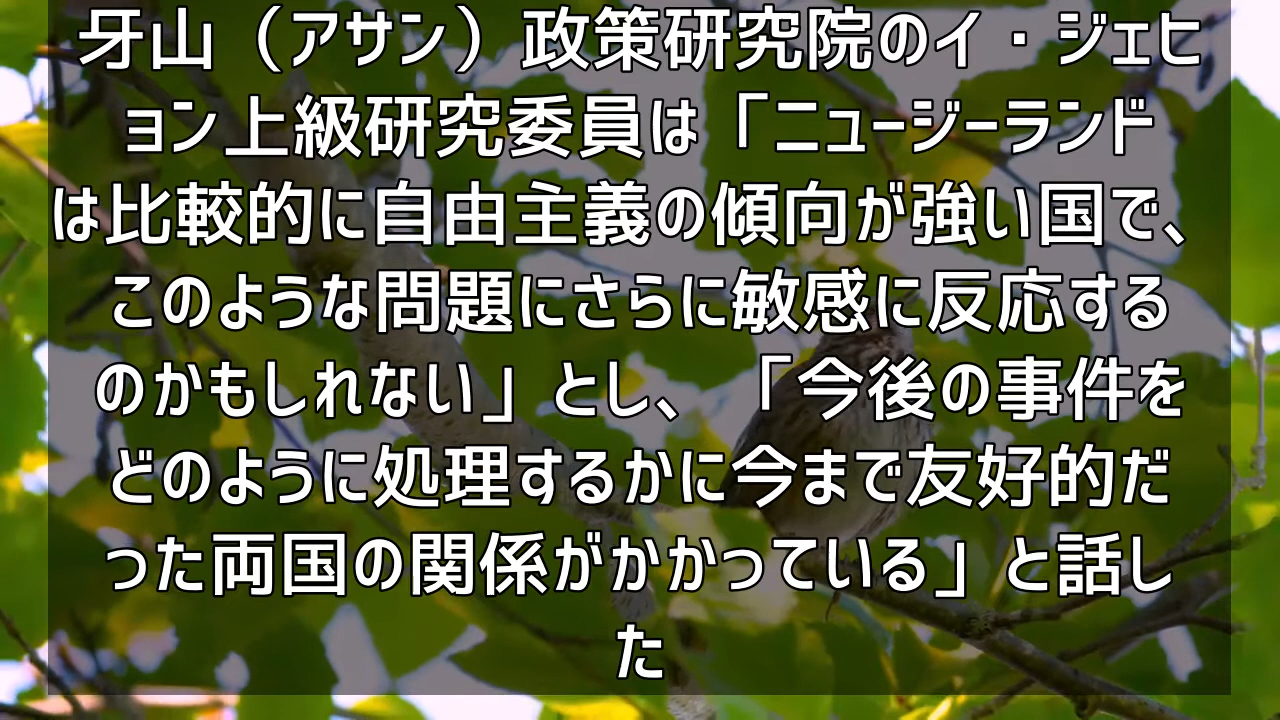 牙山（アサン）政策研究院のイ・ジェヒ
ョン上級研究委員は「ニュージーランド
は比較的に自由主義の傾向が強い国で、
このような問題にさらに敏感に反応する
のかもしれない」とし、「今後の事件を
どのように処理するかに今まで友好的だ
った両国の関係がかかっている」と話し
た